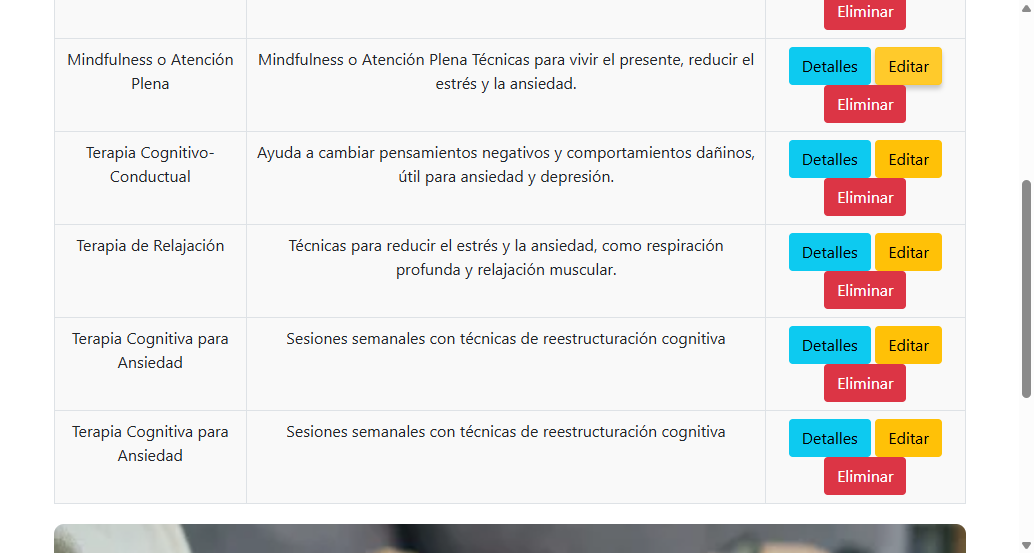 Eliminar
Mindfulness o Atención
Plena
Mindfulness o Atención Plena Técnicas para vivir el presente, reducir el
estrés y la ansiedad.
Detalles
Editar
Eliminar
Terapia Cognitivo-
Conductual
Ayuda a cambiar pensamientos negativos y comportamientos dañinos,
útil para ansiedad y depresión.
Detalles
Editar
Eliminar
Terapia de Relajación
Técnicas para reducir el estrés y la ansiedad, como respiración
profunda y relajación muscular.
Detalles
Editar
Eliminar
Terapia Cognitiva para
Ansiedad
Sesiones semanales con técnicas de reestructuración cognitiva
Detalles
Editar
Eliminar
Terapia Cognitiva para
Ansiedad
Sesiones semanales con técnicas de reestructuración cognitiva
Detalles
Editar
Eliminar